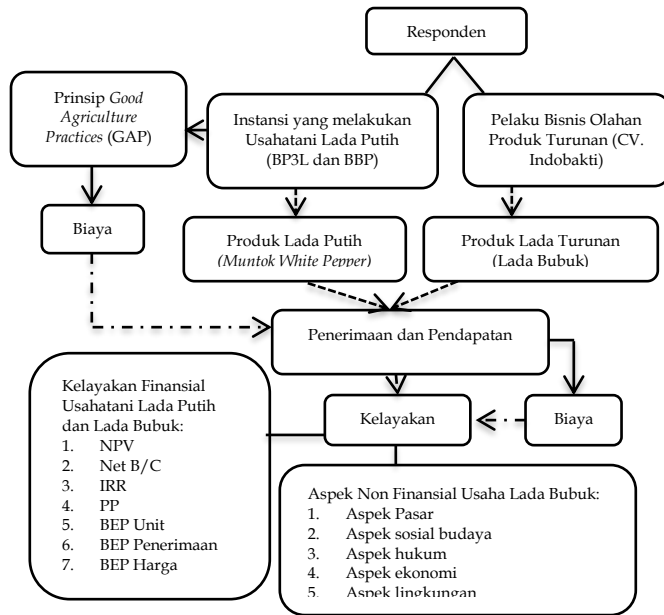 Responden
Prinsip Good
Agriculture
Practices (GAP)
Instansi yang melakukan
Usahatani Lada Putih
(BP3L dan BBP)
Pelaku Bisnis Olahan
Produk Turunan (CV.
Indobakti)
Biaya
Produk Lada Putih
(Muntok White Pepper)
Produk Lada Turunan
(Lada Bubuk)
Penerimaan dan Pendapatan
Kelayakan Finansial
Usahatani Lada Putih
dan Lada Bubuk:
1. NPV
2. Net B/C
3. IRR
4. PP
5. BEP Unit
6. BEP Penerimaan
7. BEP Harga
Kelayakan
Biaya
Aspek Non Finansial Usaha Lada Bubuk:
1. Aspek Pasar
2. Aspek sosial budaya
3. Aspek hukum
4. Aspek ekonomi
5. Aspek lingkungan